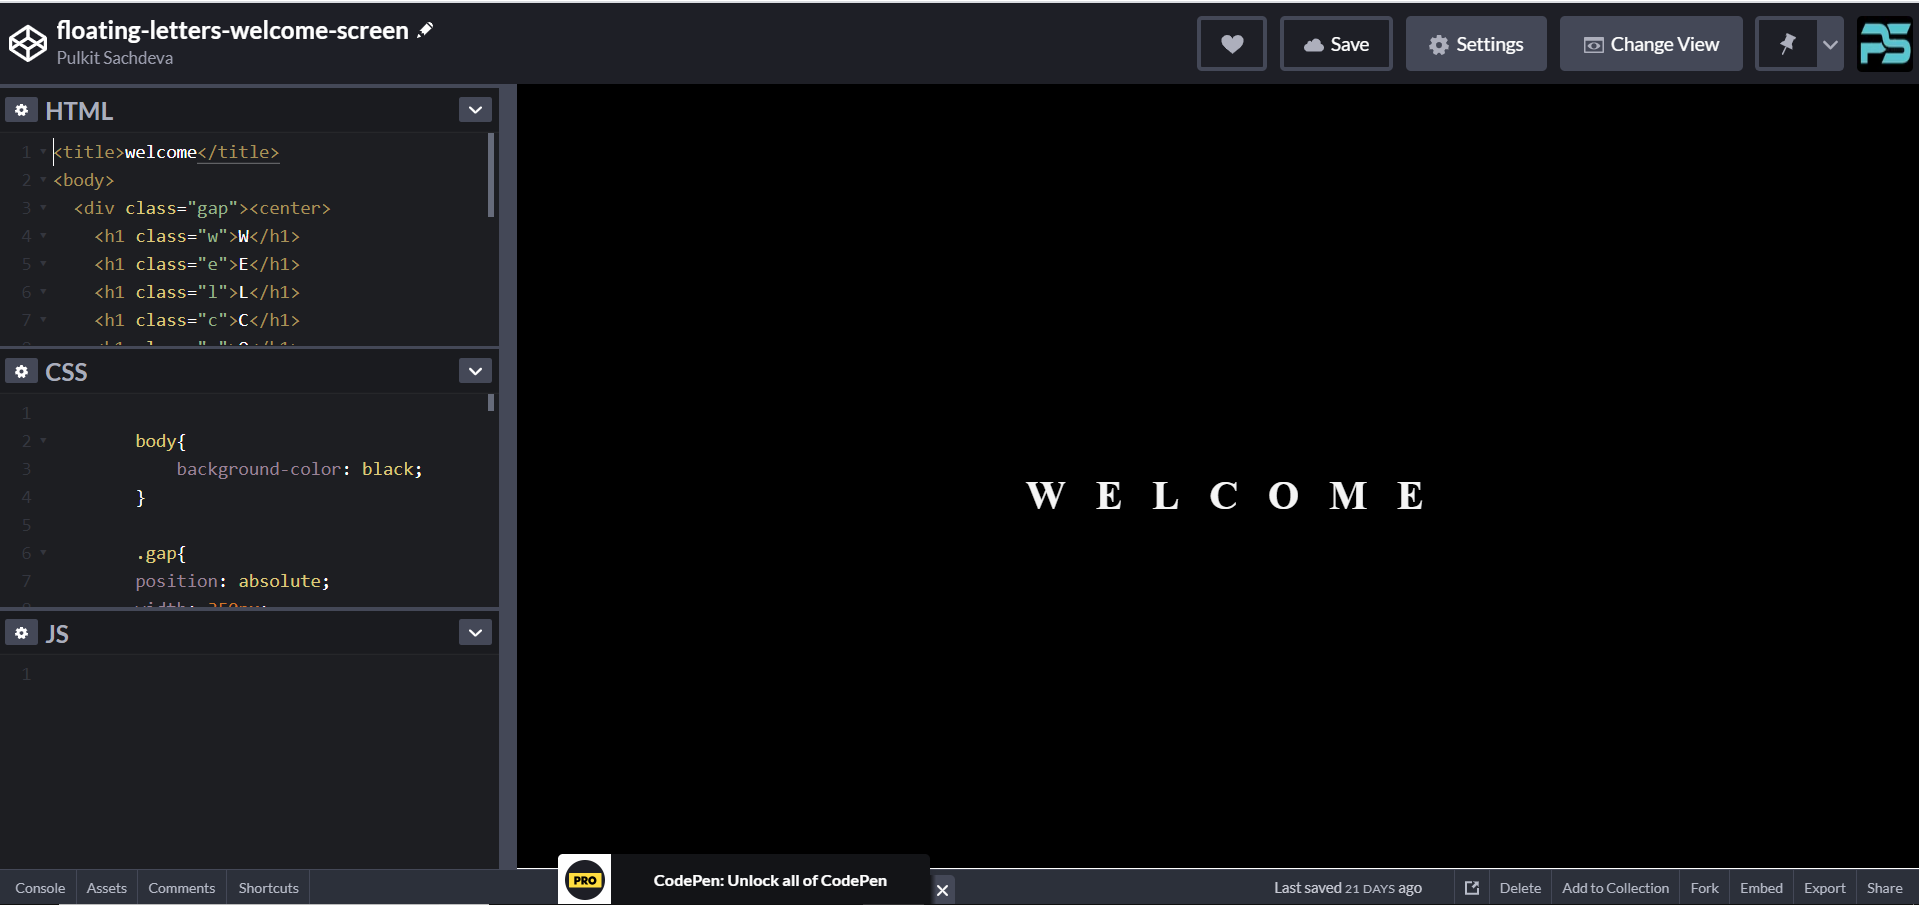 floating-letters-welcome-screen
Pulkit Sachdeva
Save
Settings
Change View
PS
HTML
1 <title>welcome</title>
2 <body>
3 <div class="gap"><center>
4 <h1 class="w">W</h1>
5 <h1 class="e">E</h1>
6 <h1 class="l">L</h1>
7 <h1 class="c">C</h1>
CSS
1
2 body{
3 background-color: black;
4 }
5
6 .gap{
7 position: absolute;
JS
1
W E L C O M E
PRO
CodePen: Unlock all of CodePen
Console
Assets
Comments
Shortcuts
Last saved 21 DAYS ago
Delete
Add to Collection
Fork
Embed
Export
Share